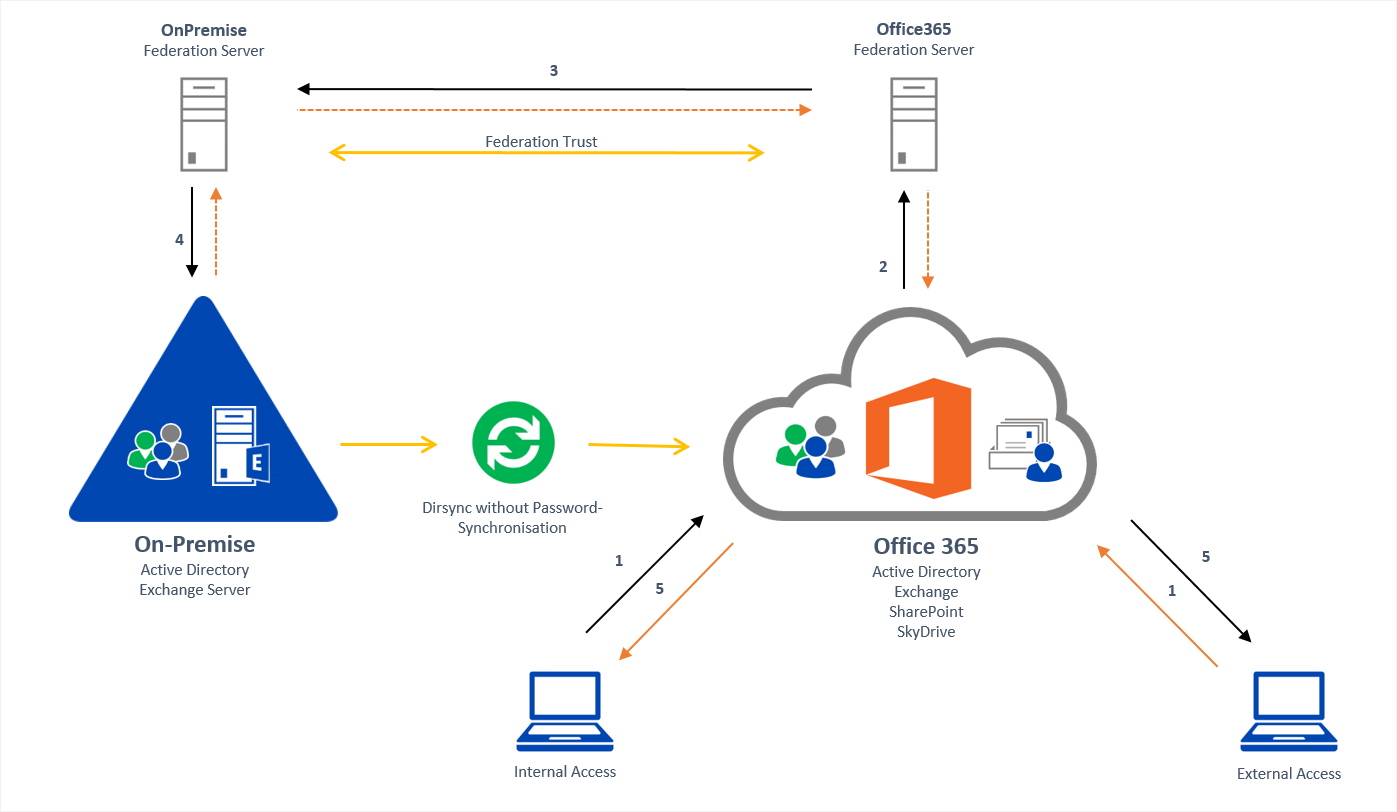 OnPremise
Federation Server
Office365
Federation Server
3
Federation Trust
4
2
E
Dirsync without Password-
Synchronisation
On-Premise
Active Directory
Exchange Server
Office 365
Active Directory
Exchange
SharePoint
SkyDrive
1
5
5
1
Internal Access
External Access